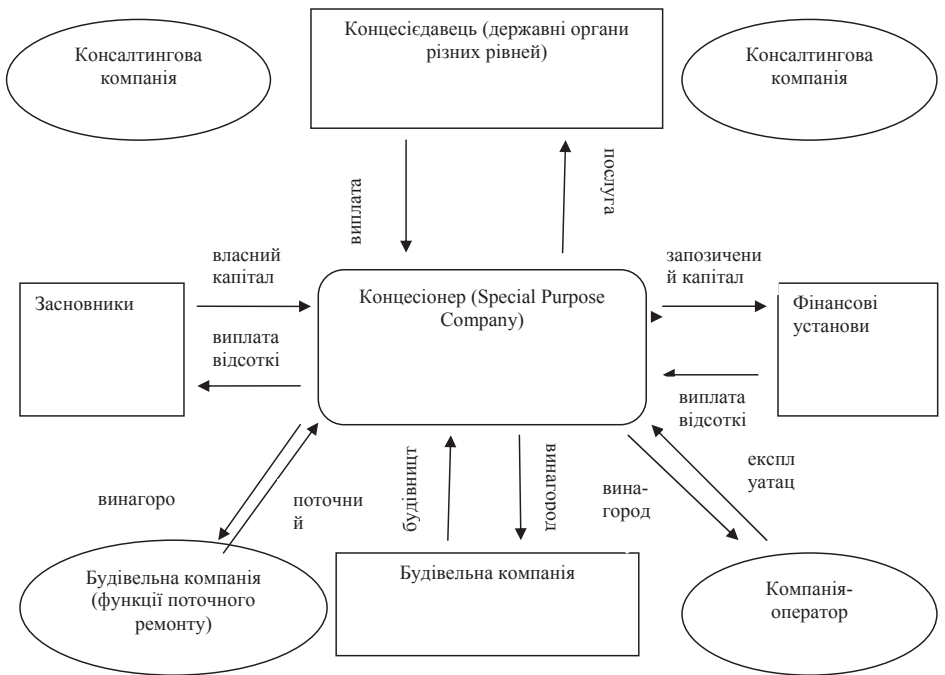 Консалтингова
компанія
Концесієдавець (державні органи
різних рівней)
Консалтингова
компанія
виплата
послуга
власний
капітал
запозичени
й капітал
Засновники
Концесіонер (Special Purpose
Company)
Фінансові
установи
виплата
відсоткі
виплата
відсоткі
винагоро
поточни
й
будівницт
винагород
вина-
город
експл
уатац
Будівельна компанія
(функції поточного
ремонту)
Будівельна компанія
Компанія-
оператор